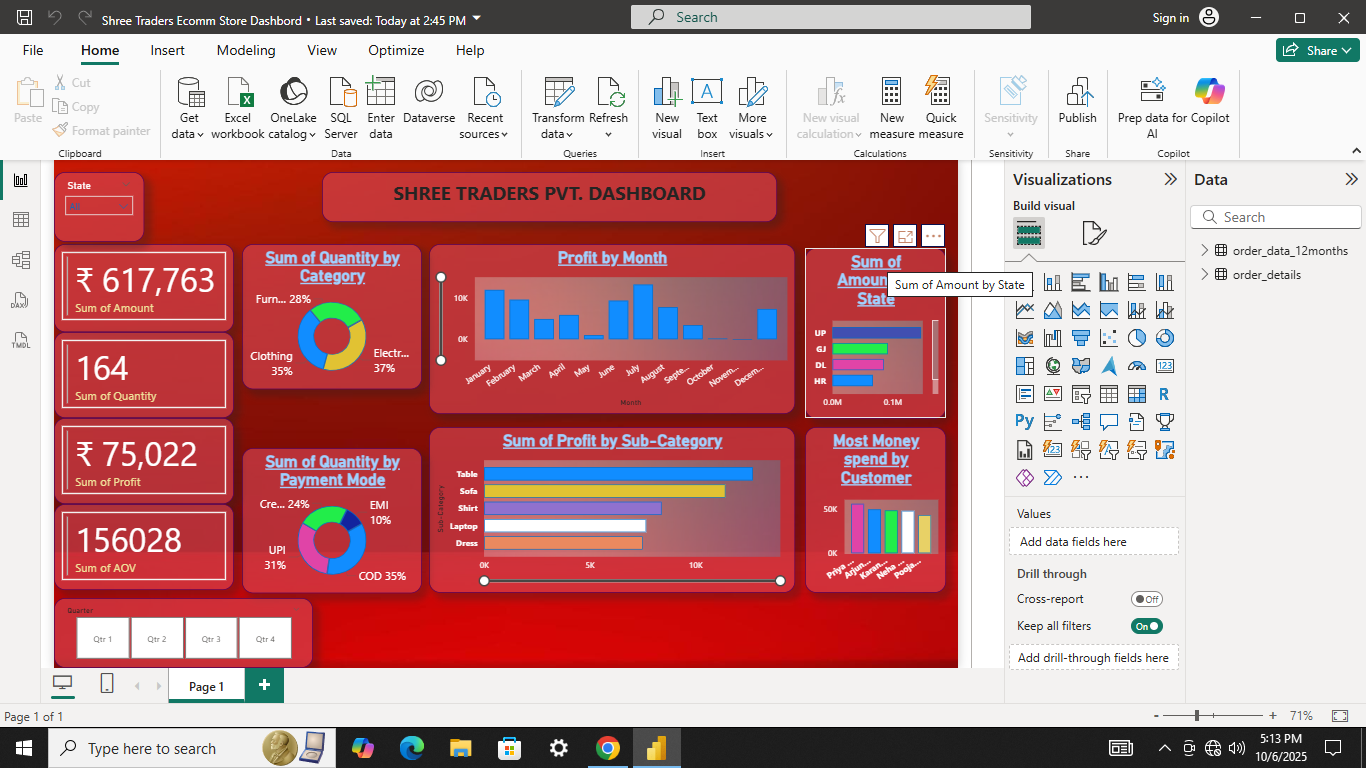 Shree Traders Ecomm Store Dashbord • Last saved: Today at 2:45 PM
Search
Sign in
File
Home
Insert
Modeling
View
Optimize
Help
Share
Paste
Cut
Copy
Format painter
Clipboard
Get data
Excel workbook
OneLake catalog
SQL Server
Enter data
Dataverse
Recent sources
Data
Transform data
Refresh
Queries
New visual
Text box
More visuals
Insert
New visual calculation
New measure
Quick measure
Calculations
Sensitivity
Sensitivity
Publish
Share
Prep data for AI
Copilot
Copilot
DAX
TMDL
State
All
SHREE TRADERS PVT. DASHBOARD
₹ 617,763
Sum of Amount
164
Sum of Quantity
₹ 75,022
Sum of Profit
156028
Sum of AOV
Sum of Quantity by
Category
Furn... 28%
Clothing
35%
Electr...
37%
Profit by Month
10K
0K
January
February
March
April
May
June
July
August
Septe...
October
Novem...
Decem...
Month
Sum of
Amoun
State
Sum of Amount by State
UP
GJ
DL
HR
0.0M
0.1M
Sum of Quantity by
Payment Mode
Cre... 24%
EMI
10%
UPI
31%
COD 35%
Sum of Profit by Sub-Category
Sub-Category
Table
Sofa
Shirt
Laptop
Dress
0K
5K
10K
Most Money
spend by
Customer
50K
0K
Priya ...
Arjun...
Karan...
Neha ...
Pooja...
Quarter
Qtr 1
Qtr 2
Qtr 3
Qtr 4
Visualizations
Build visual
123
R
Py
123
Values
Add data fields here
Drill through
Cross-report
Off
Keep all filters
On
Add drill-through fields here
Data
Search
order_data_12months
order_details
Page 1
Page 1 of 1
71%
Type here to search
5:13 PM
10/6/2025